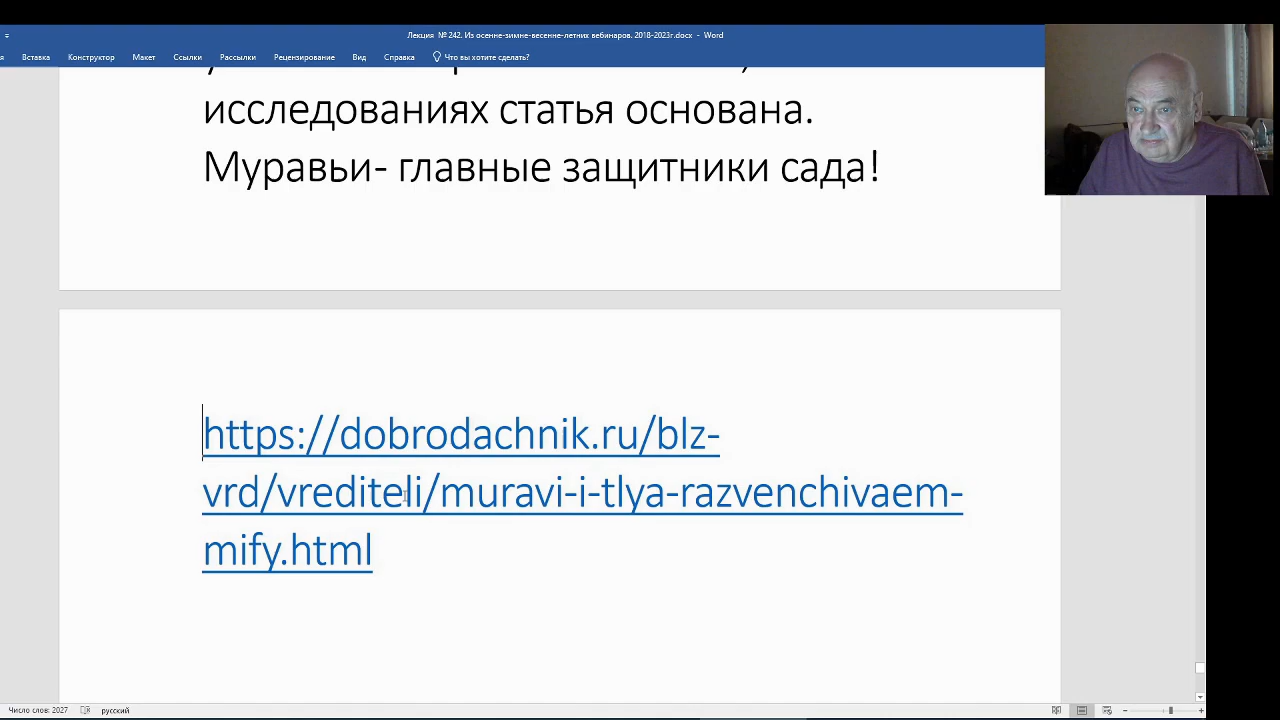 Лекция № 242. Из осенне-зимне-весенне-летних вебинаров. 2018-2023г.docx - Word
Вставка Конструктор Макет Ссылки Рассылки Рецензирование Вид Справка Что вы хотите сделать?
исследованиях статья основана.
Муравьи- главные защитники сада!
https://dobrodachnik.ru/blz-
vrd/vrediteli/muravi-i-tlya-razvenchivaem-
mify.html
Число слов: 2027 русский